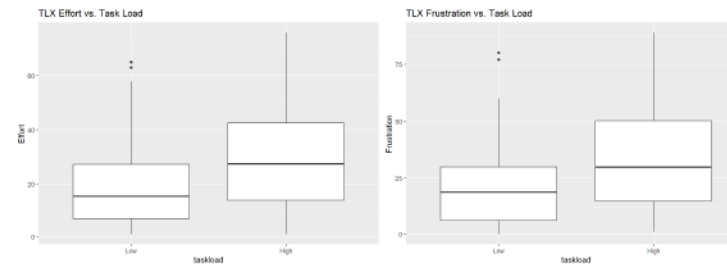 TLX Effort vs. Task Load
60
40
20
0
Effort
Low
High
taskload
TLX Frustration vs. Task Load
75
50
25
0
Frustration
Low
High
taskload